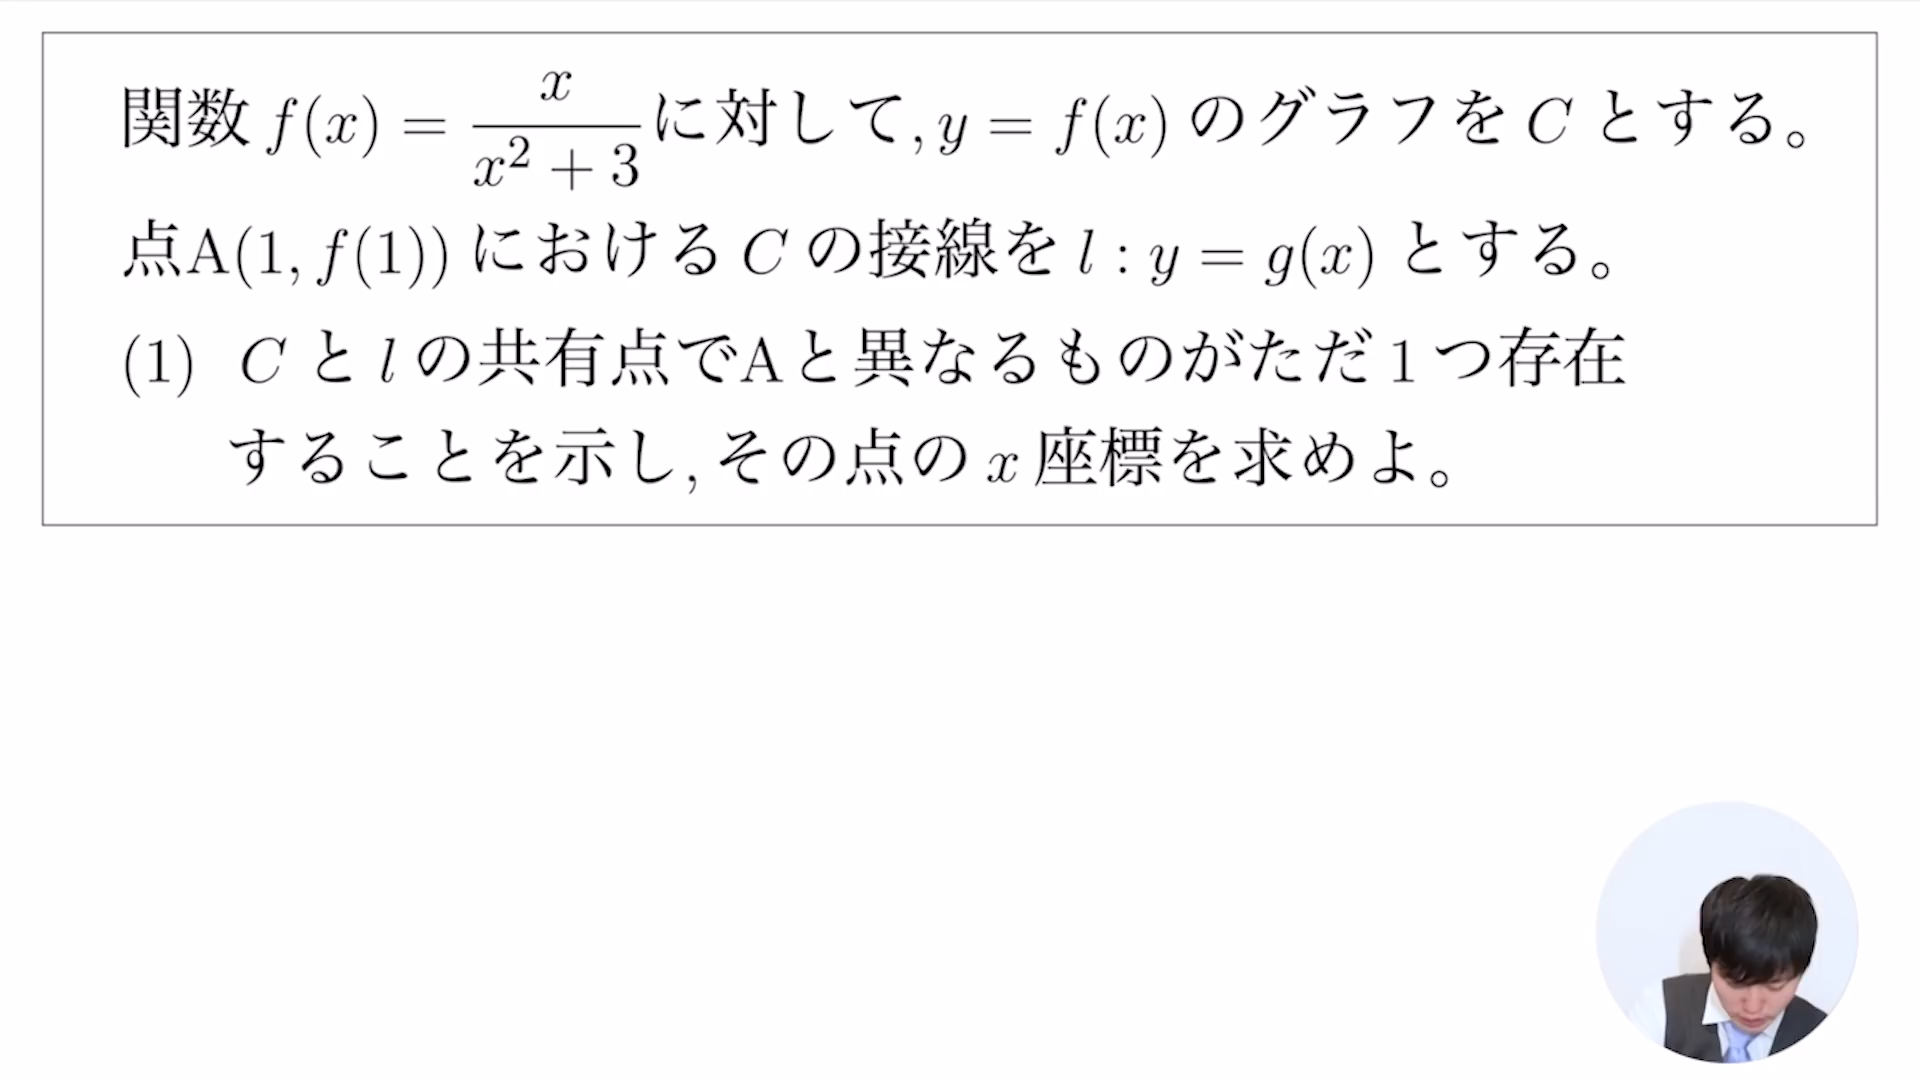 関数 f(x) = \frac{x}{x^2 + 3} に対して, y = f(x) のグラフを C とする。
点A(1, f(1)) における C の接線を l : y = g(x) とする。
(1) C と l の共有点でAと異なるものがただ 1 つ存在
することを示し, その点の x 座標を求めよ。